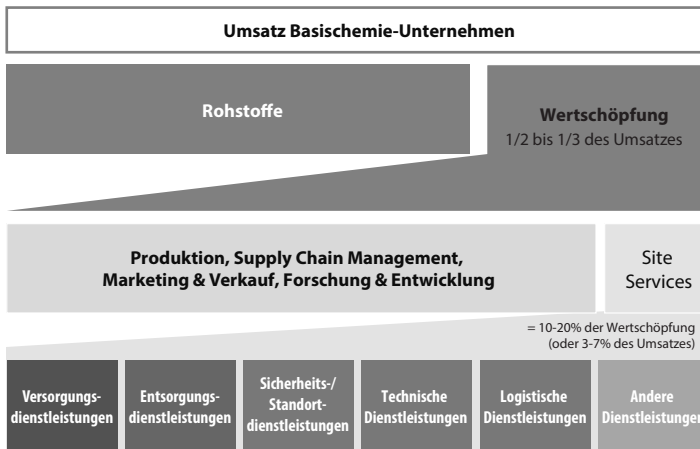 Umsatz Basischemie-Unternehmen
Rohstoffe
Wertschöpfung
1/2 bis 1/3 des Umsatzes
Produktion, Supply Chain Management,
Marketing & Verkauf, Forschung & Entwicklung
Site
Services
= 10-20% der Wertschöpfung
(oder 3-7% des Umsatzes)
Versorgungs-
dienstleistungen
Entsorgungs-
dienstleistungen
Sicherheits-/
Standort-
dienstleistungen
Technische
Dienstleistungen
Logistische
Dienstleistungen
Andere
Dienstleistungen